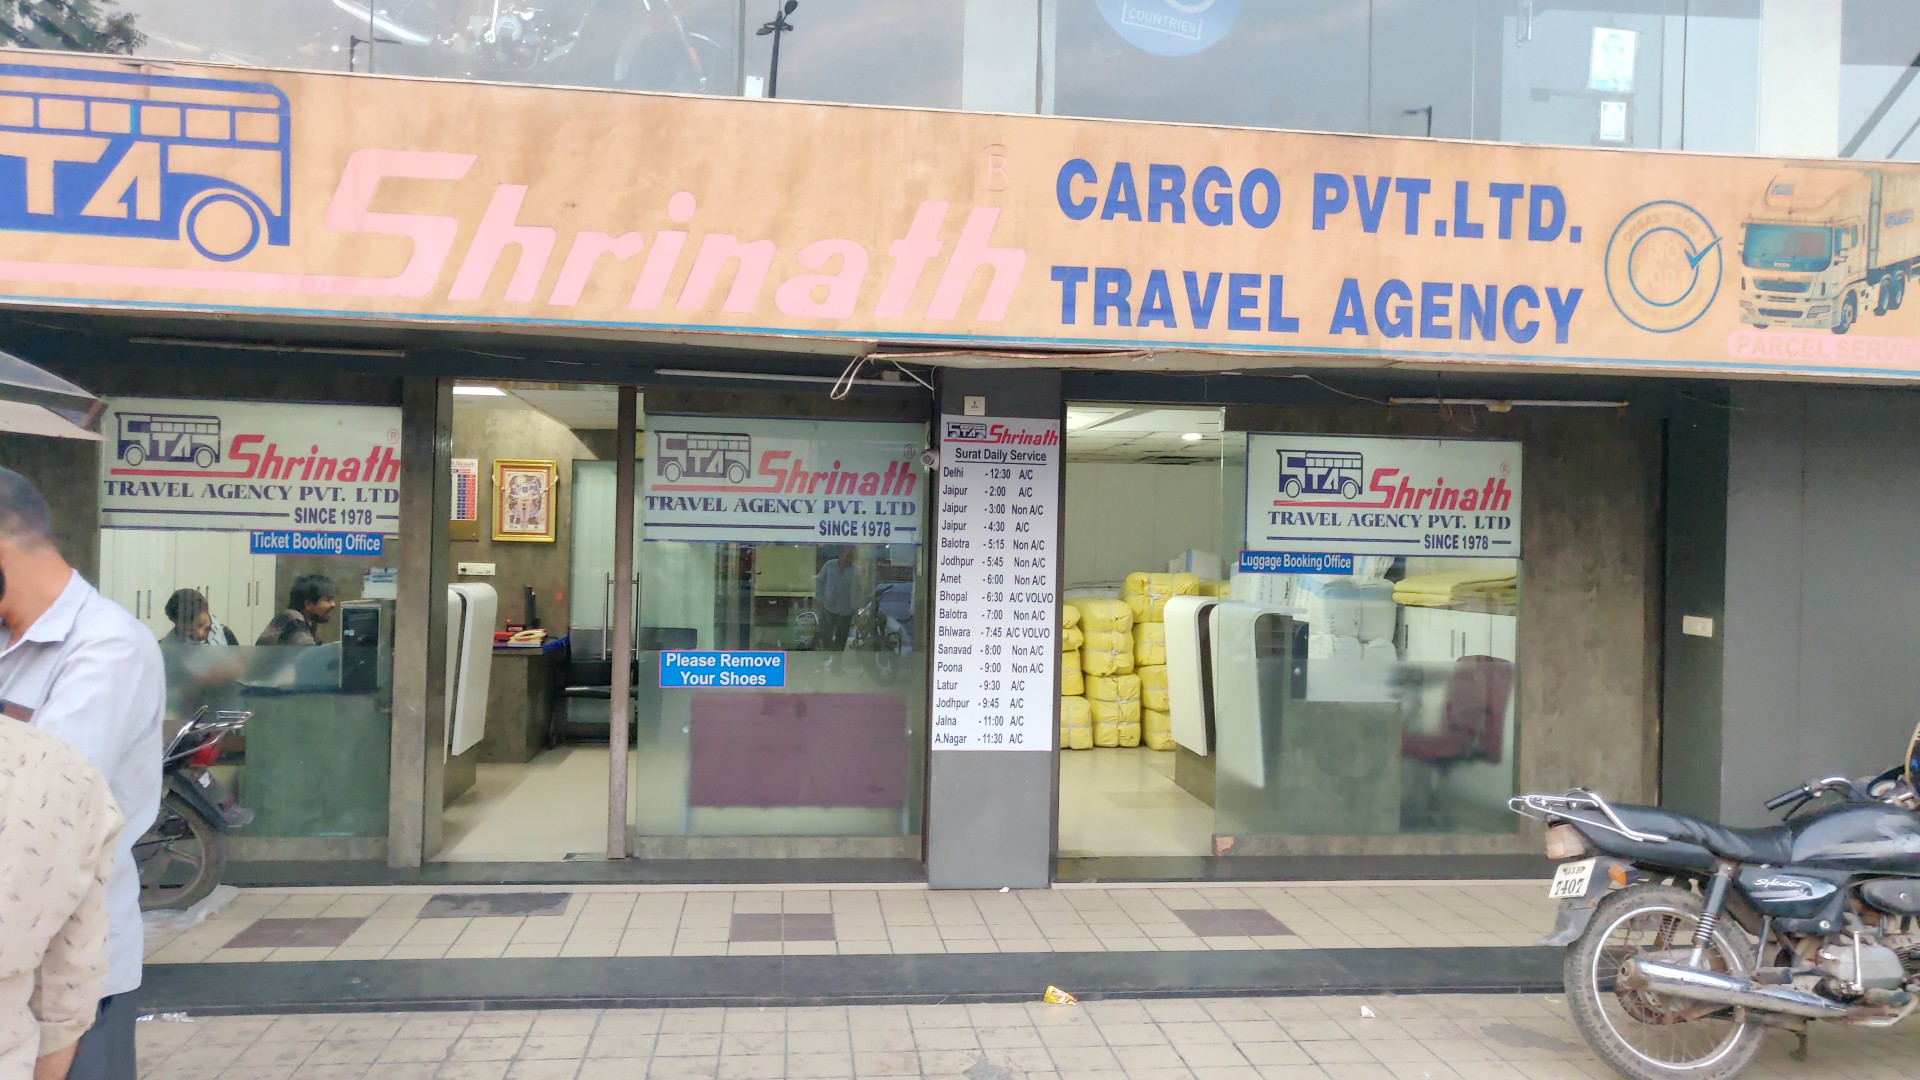 COUNTRIES
STA Shrinath ®
CARGO PVT.LTD.
TRAVEL AGENCY
PARCEL SERVIC
STA Shrinath ®
TRAVEL AGENCY PVT. LTD
SINCE 1978
Ticket Booking Office
STA Shrinath ®
TRAVEL AGENCY PVT. LTD
SINCE 1978
Please Remove
Your Shoes
STA Shrinath
Surat Daily Service
Delhi - 12:30 A/C
Jaipur - 2:00 A/C
Jaipur - 3:00 Non A/C
Jaipur - 4:30 A/C
Balotra - 5:15 Non A/C
Jodhpur - 5:45 Non A/C
Amet - 6:00 Non A/C
Bhopal - 6:30 A/C VOLVO
Balotra - 7:00 Non A/C
Bhlwara - 7:45 A/C VOLVO
Sanavad - 8:00 Non A/C
Poona - 9:00 Non A/C
Latur - 9:30 A/C
Jodhpur - 9:45 A/C
Jalna - 11:00 A/C
A.Nagar - 11:30 A/C
STA Shrinath ®
TRAVEL AGENCY PVT. LTD
SINCE 1978
Luggage Booking Office
7407
Splendor